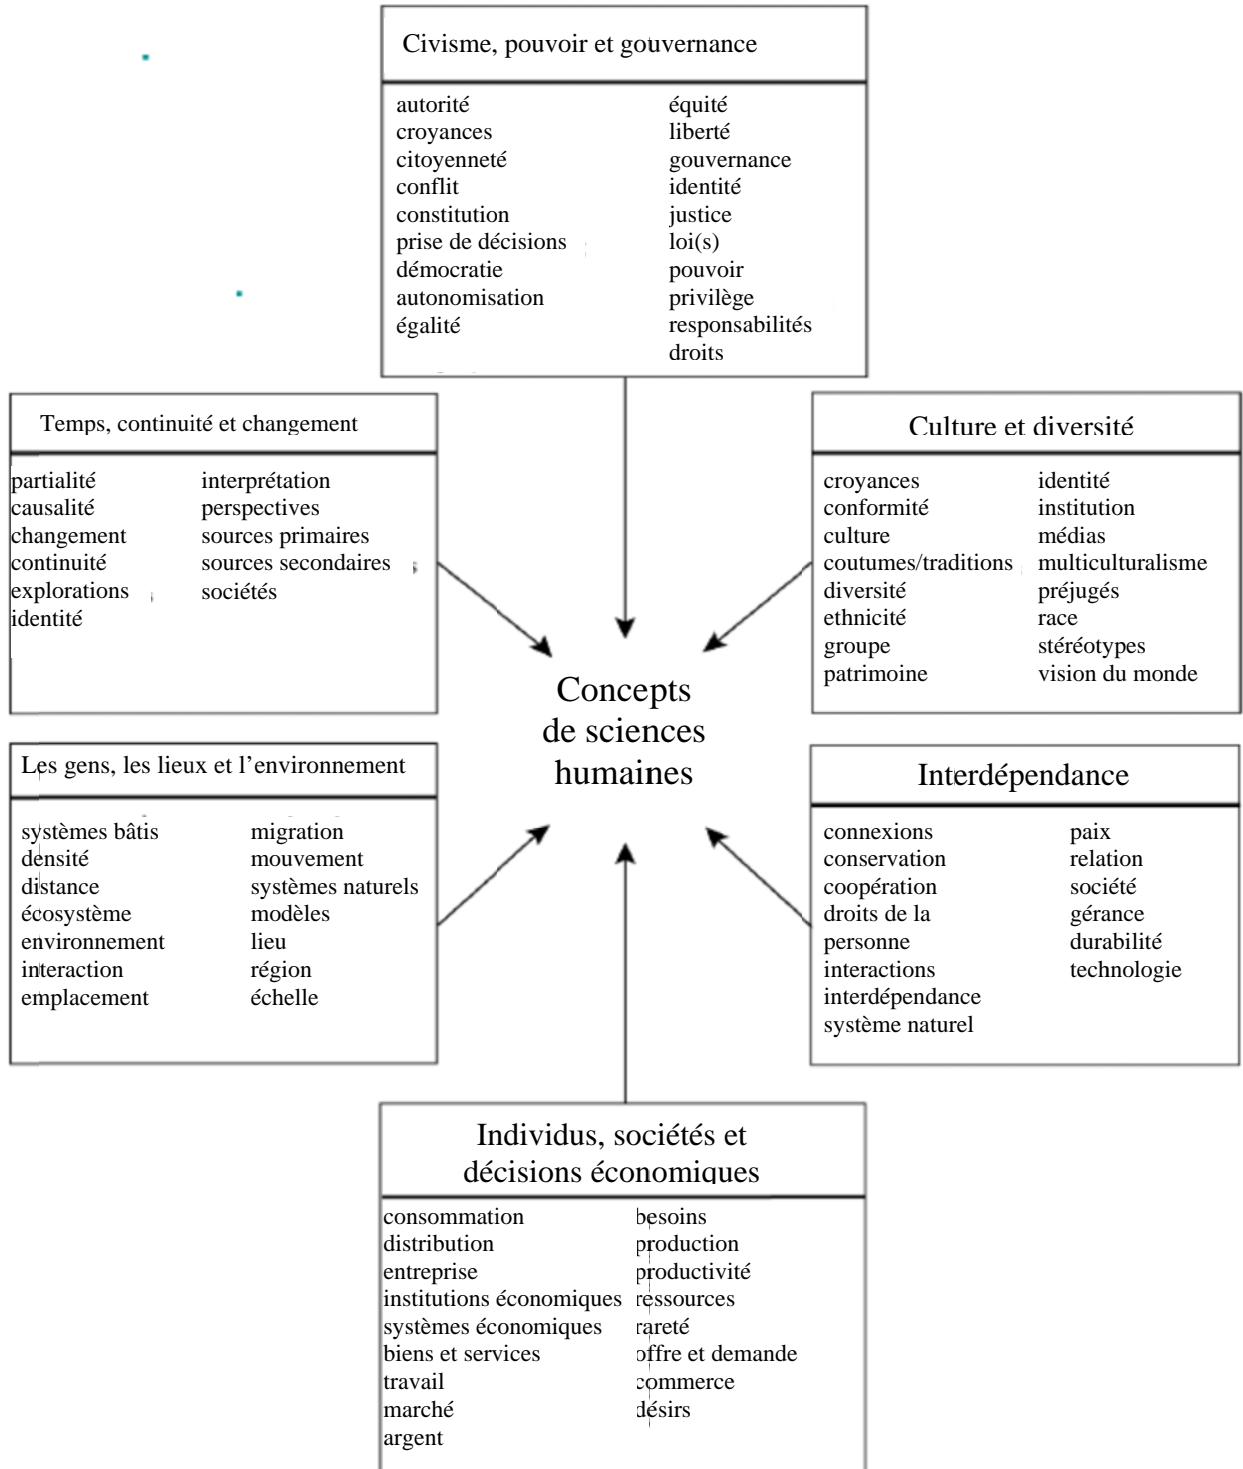 Civisme, pouvoir et gouvernance
autorité
croyances
citoyenneté
conflit
constitution
prise de décisions
démocratie
autonomisation
égalité
équité
liberté
gouvernance
identité
justice
loi(s)
pouvoir
privilège
responsabilités
droits
Temps, continuité et changement
partialité
causalité
changement
continuité
explorations
identité
interprétation
perspectives
sources primaires
sources secondaires
sociétés
Culture et diversité
croyances
conformité
culture
coutumes/traditions
diversité
ethnicité
groupe
patrimoine
identité
institution
médias
multiculturalisme
préjugés
race
stéréotypes
vision du monde
Concepts
de sciences
humaines
Les gens, les lieux et l’environnement
systèmes bâtis
densité
distance
écosystème
environnement
interaction
emplacement
migration
mouvement
systèmes naturels
modèles
lieu
région
échelle
Interdépendance
connexions
conservation
coopération
droits de la
personne
interactions
interdépendance
système naturel
paix
relation
société
gérance
durabilité
technologie
Individus, sociétés et
décisions économiques
consommation
distribution
entreprise
institutions économiques
systèmes économiques
biens et services
travail
marché
argent
besoins
production
productivité
ressources
rareté
offre et demande
commerce
désirs